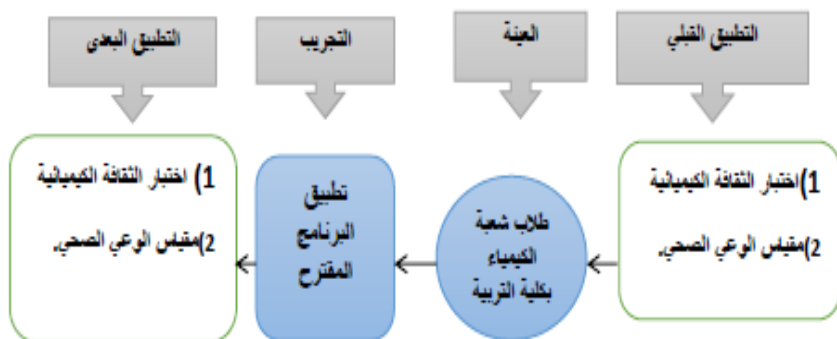 التطبيق القبلي
العينة
التجريب
التطبيق البعدى
1)اختبار الثقافة الكيميائية
2)مقياس الوعي الصحي.
طلاب شعبة
الكيمياء
بكلية التربية
تطبيق
البرنامج
المقترح
1) اختبار الثقافة الكيميائية
2)مقياس الوعي الصحي.